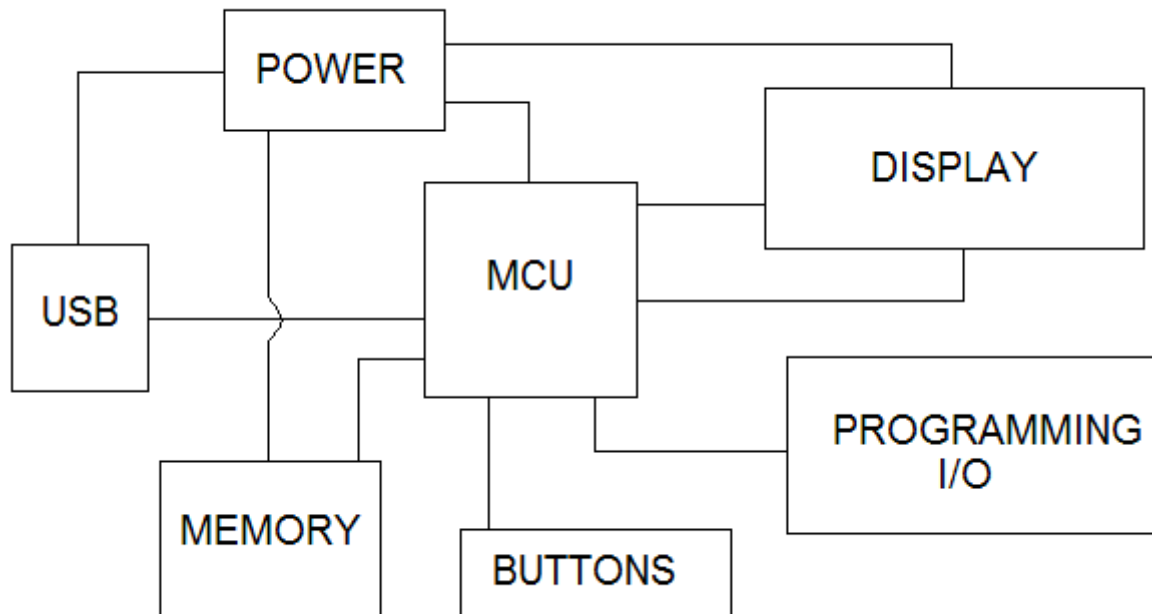 POWER
DISPLAY
MCU
USB
PROGRAMMING
I/O
MEMORY
BUTTONS